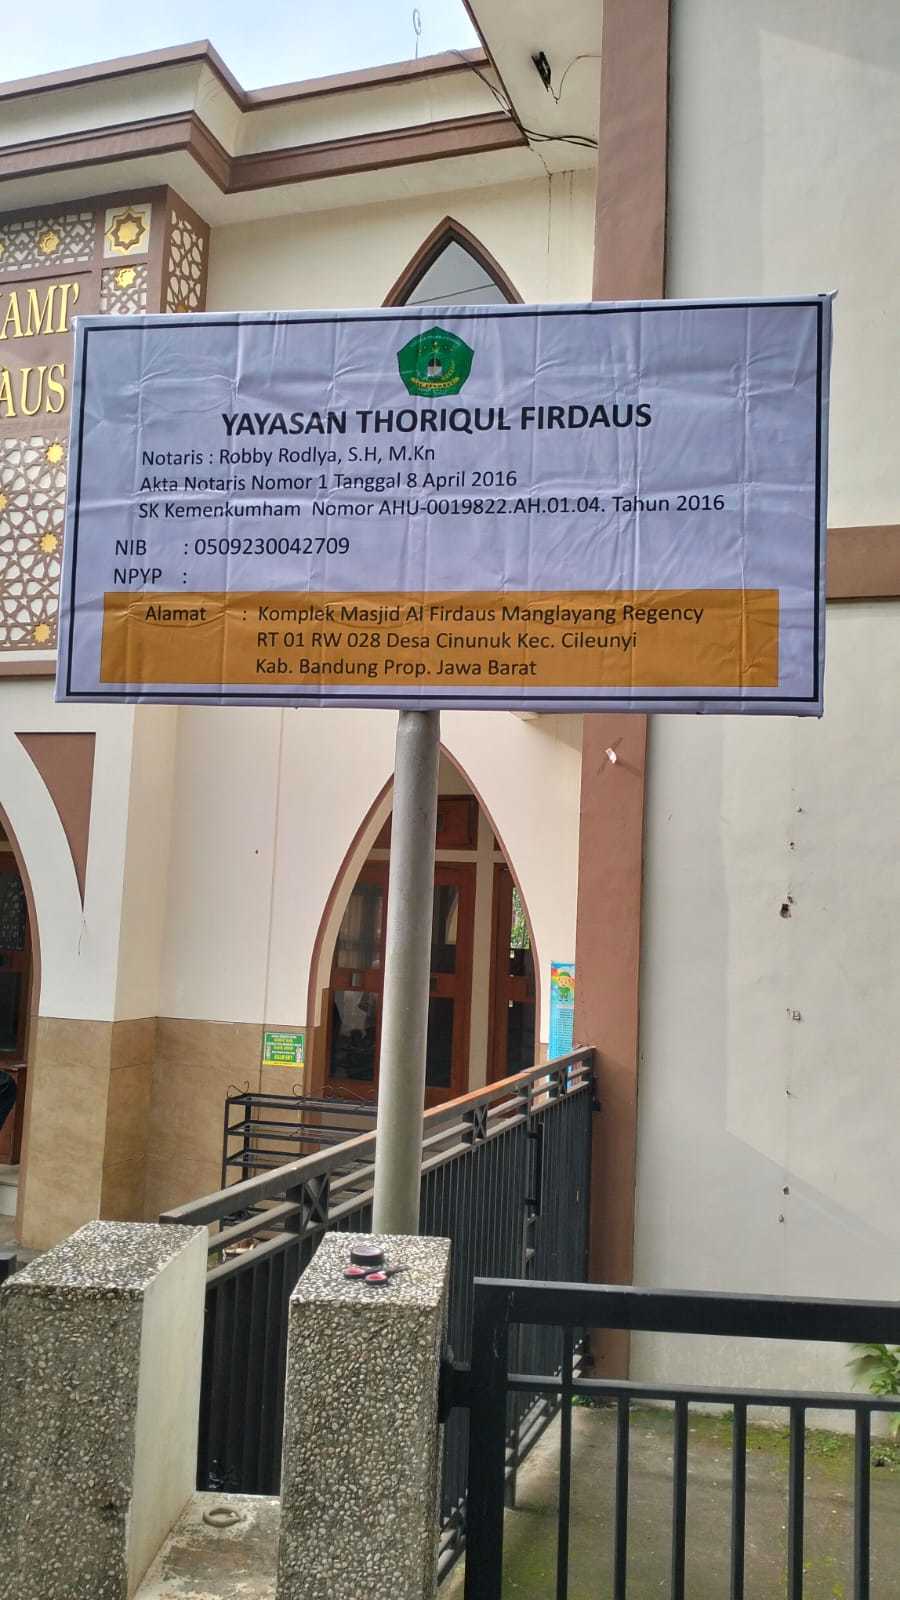 AMI'
AUS
YAYASAN THORIQUL FIRDAUS
Notaris : Robby Rodlya, S.H, M.Kn
Akta Notaris Nomor 1 Tanggal 8 April 2016
SK Kemenkumham Nomor AHU-0019822.AH.01.04. Tahun 2016
NIB : 0509230042709
NPYP :
Alamat : Komplek Masjid Al Firdaus Manglayang Regency
RT 01 RW 028 Desa Cinunuk Kec. Cileunyi
Kab. Bandung Prop. Jawa Barat